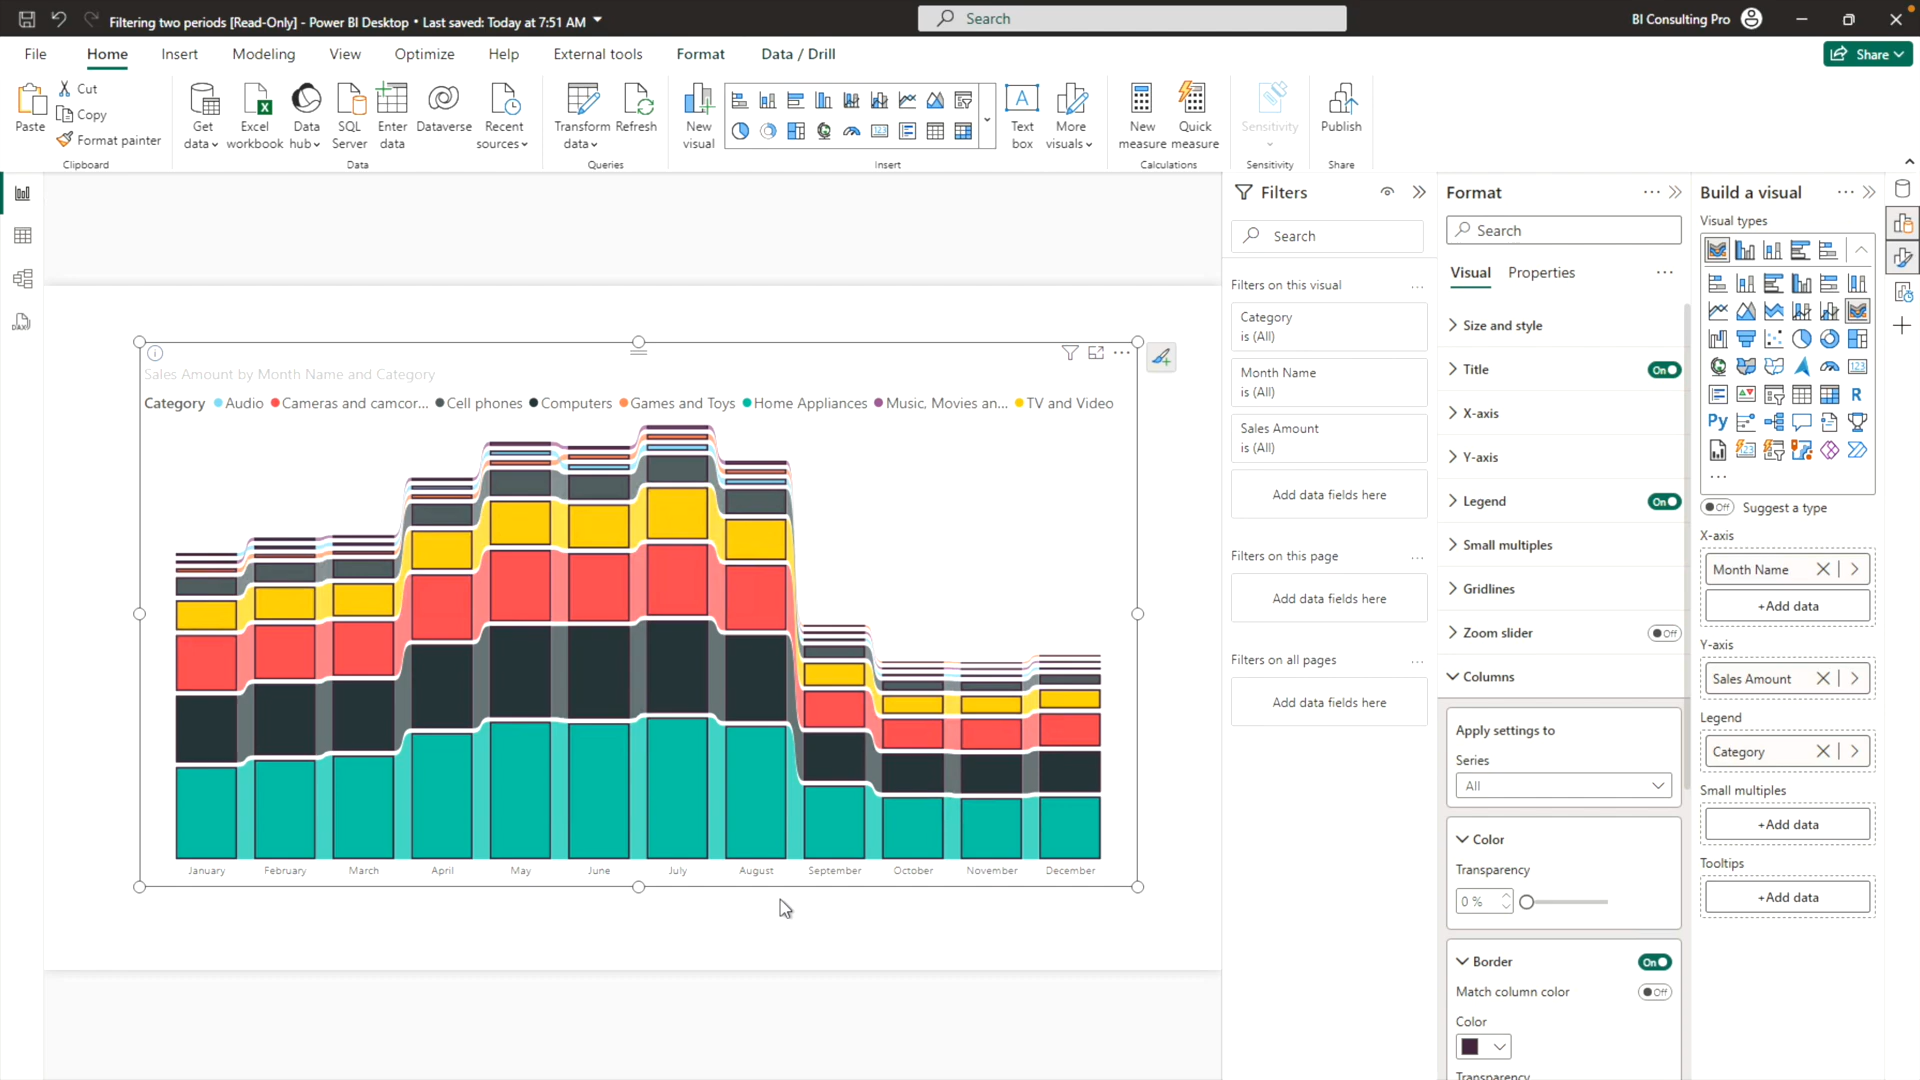 Filtering two periods [Read-Only] - Power BI Desktop • Last saved: Today at 7:51 AM
Search
BI Consulting Pro
File
Home
Insert
Modeling
View
Optimize
Help
External tools
Format
Data / Drill
Share
Paste
Cut
Copy
Format painter
Clipboard
Get data
Excel workbook
Data hub
SQL Server
Enter data
Dataverse
Recent sources
Data
Transform data
Refresh
Queries
New visual
Text box
More visuals
Insert
New measure
Quick measure
Calculations
Sensitivity
Sensitivity
Publish
Share
Sales Amount by Month Name and Category
Category Audio Cameras and camcor... Cell phones Computers Games and Toys Home Appliances Music, Movies an... TV and Video
January February March April May June July August September October November December
Filters
Search
Filters on this visual
Category
is (All)
Month Name
is (All)
Sales Amount
is (All)
Add data fields here
Filters on this page
Add data fields here
Filters on all pages
Add data fields here
Format
Search
Visual
Properties
Size and style
Title On
X-axis
Y-axis
Legend On
Small multiples
Gridlines
Zoom slider Off
Columns
Apply settings to
Series
All
Color
Transparency
0 %
Border On
Match column color Off
Color
Transparency
Build a visual
Visual types
R
Py
123
Off Suggest a type
X-axis
Month Name
+Add data
Y-axis
Sales Amount
Legend
Category
Small multiples
+Add data
Tooltips
+Add data